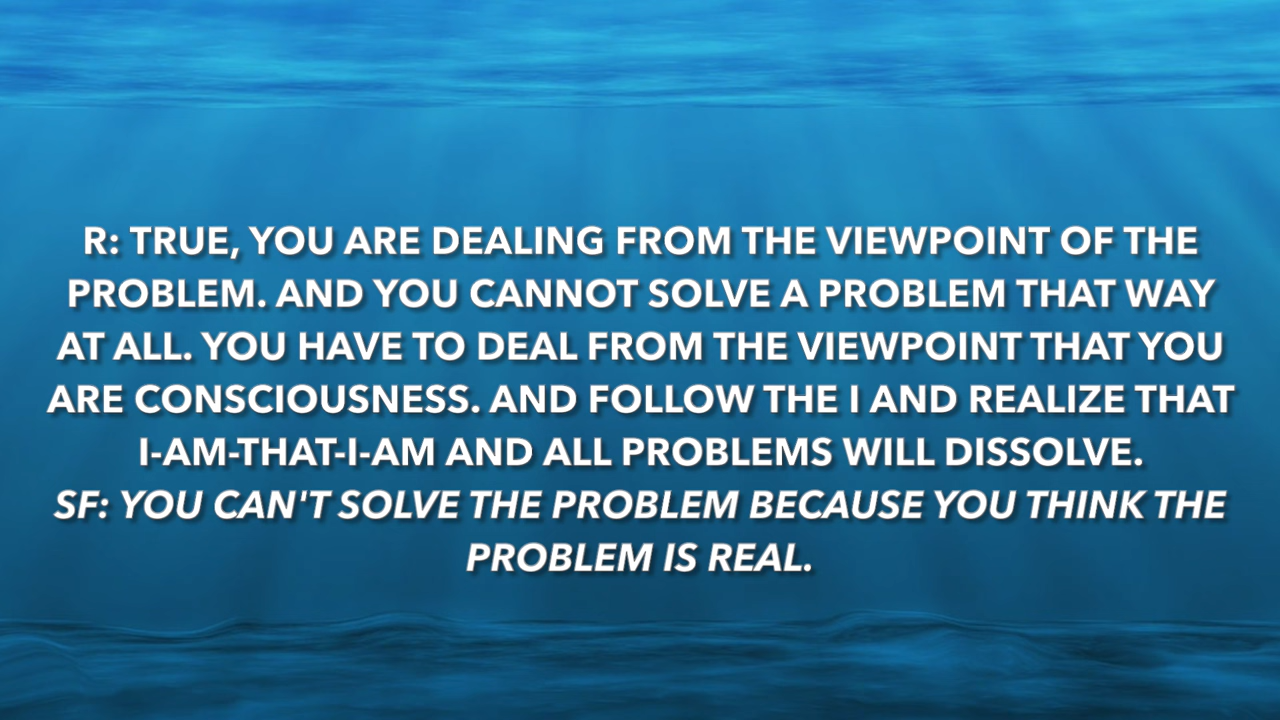 R: TRUE, YOU ARE DEALING FROM THE VIEWPOINT OF THE
PROBLEM. AND YOU CANNOT SOLVE A PROBLEM THAT WAY
AT ALL. YOU HAVE TO DEAL FROM THE VIEWPOINT THAT YOU
ARE CONSCIOUSNESS. AND FOLLOW THE I AND REALIZE THAT
I-AM-THAT-I-AM AND ALL PROBLEMS WILL DISSOLVE.
SF: YOU CAN'T SOLVE THE PROBLEM BECAUSE YOU THINK THE
PROBLEM IS REAL.